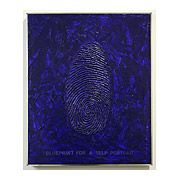 BLUEPRINT FOR A SELF PORTRAIT